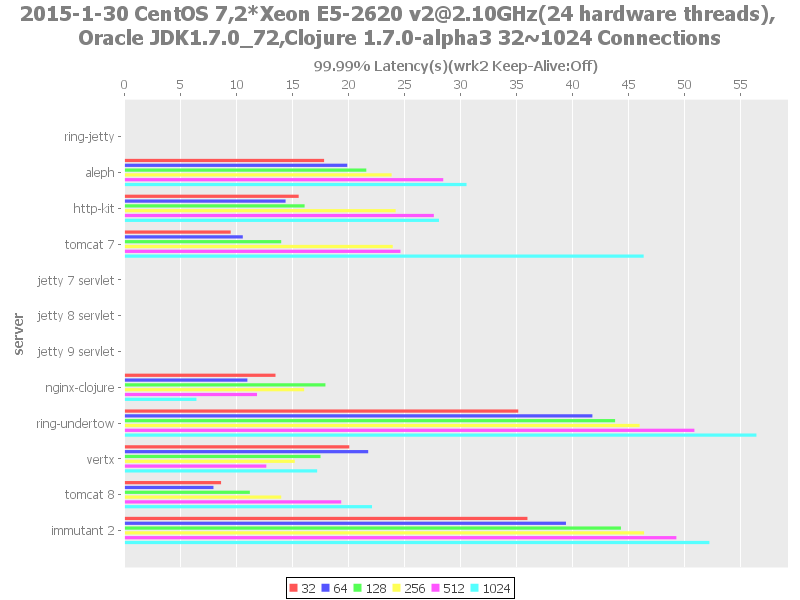 2015-1-30 CentOS 7,2*Xeon E5-2620 v2@2.10GHz(24 hardware threads),
Oracle JDK1.7.0_72,Clojure 1.7.0-alpha3 32~1024 Connections
99.99% Latency(s)(wrk2 Keep-Alive:Off)
0 5 10 15 20 25 30 35 40 45 50 55
server
ring-jetty
aleph
http-kit
tomcat 7
jetty 7 servlet
jetty 8 servlet
jetty 9 servlet
nginx-clojure
ring-undertow
vertx
tomcat 8
immutant 2
32 64 128 256 512 1024